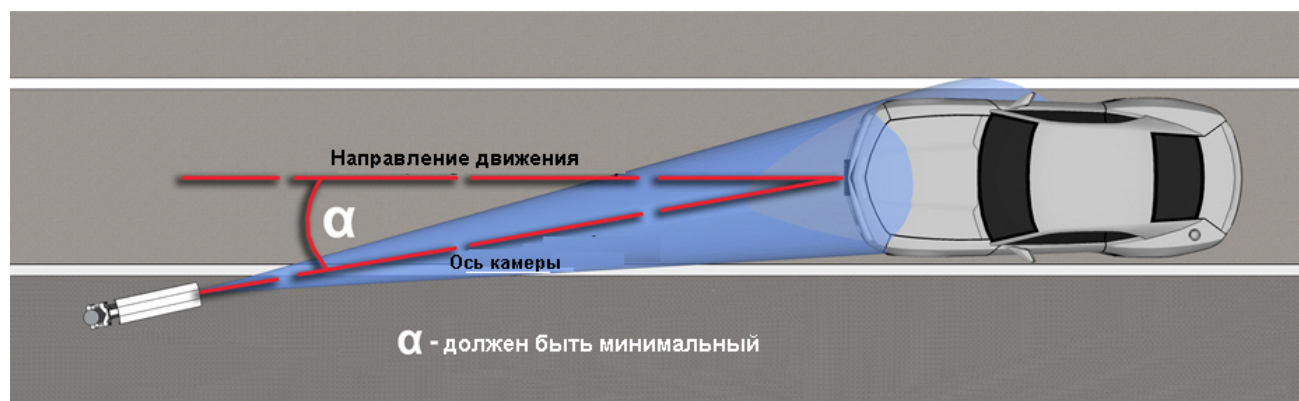 Направление движения
α
Ось камеры
α - должен быть минимальный